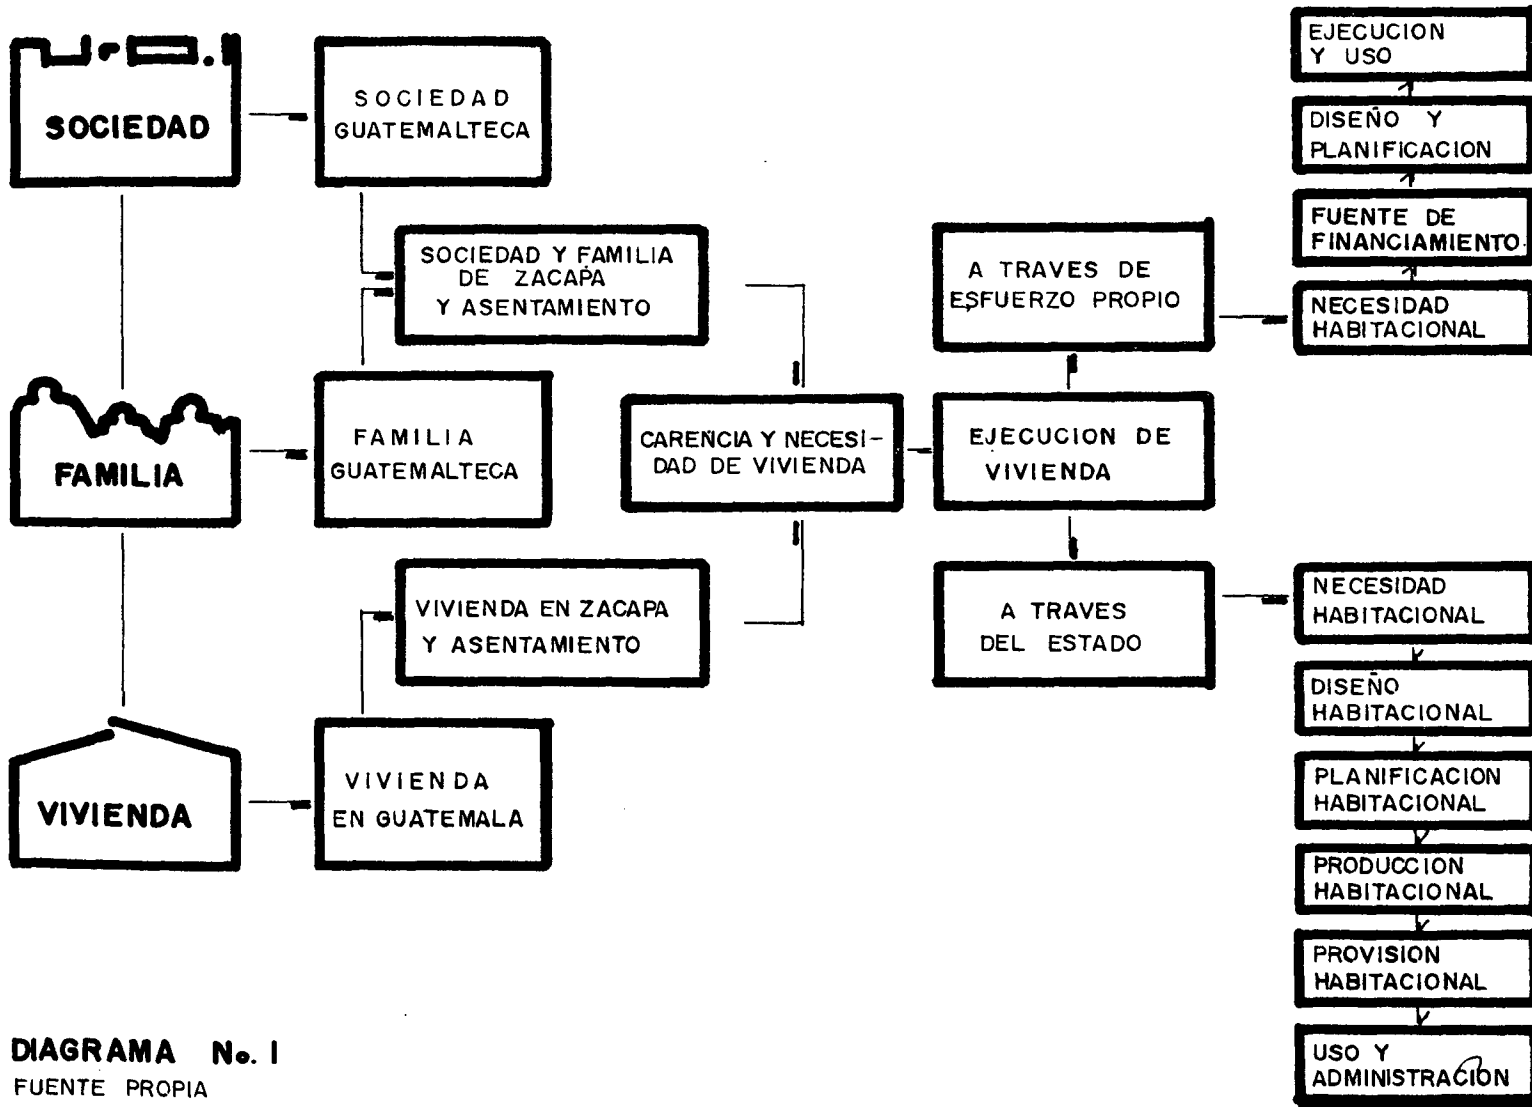 SOCIEDAD
SOCIEDAD
GUATEMALTECA
SOCIEDAD Y FAMILIA
DE ZACAPA
Y ASENTAMIENTO
FAMILIA
FAMILIA
GUATEMALTECA
VIVIENDA EN ZACAPA
Y ASENTAMIENTO
VIVIENDA
VIVIENDA
EN GUATEMALA
CARENCIA Y NECESI-
DAD DE VIVIENDA
EJECUCION DE
VIVIENDA
A TRAVES DE
ESFUERZO PROPIO
A TRAVES
DEL ESTADO
EJECUCION
Y USO
DISEÑO Y
PLANIFICACION
FUENTE DE
FINANCIAMIENTO
NECESIDAD
HABITACIONAL
NECESIDAD
HABITACIONAL
DISEÑO
HABITACIONAL
PLANIFICACION
HABITACIONAL
PRODUCCION
HABITACIONAL
PROVISION
HABITACIONAL
USO Y
ADMINISTRACION
DIAGRAMA No. 1
FUENTE PROPIA